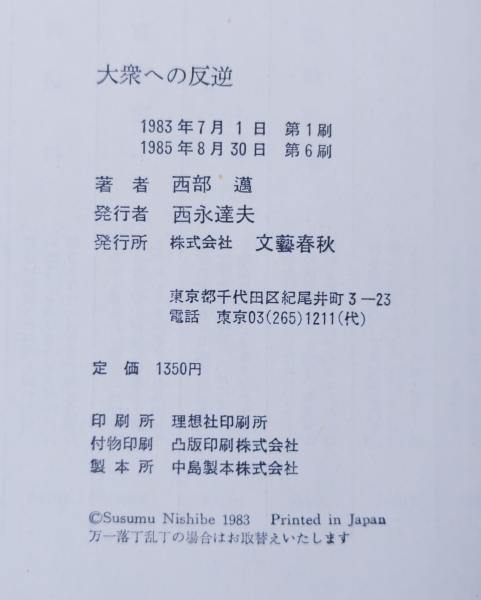 大衆への反逆
1983年7月1日 第1刷
1985年8月30日 第6刷
著者 西部 邁
発行者 西永達夫
発行所 株式会社 文藝春秋
東京都千代田区紀尾井町3—23
電話 東京03(265)1211(代)
定価 1350円
印刷所 理想社印刷所
付物印刷 凸版印刷株式会社
製本所 中島製本株式会社
©Susumu Nishibe 1983 Printed in Japan
万一落丁乱丁の場合はお取替えいたします